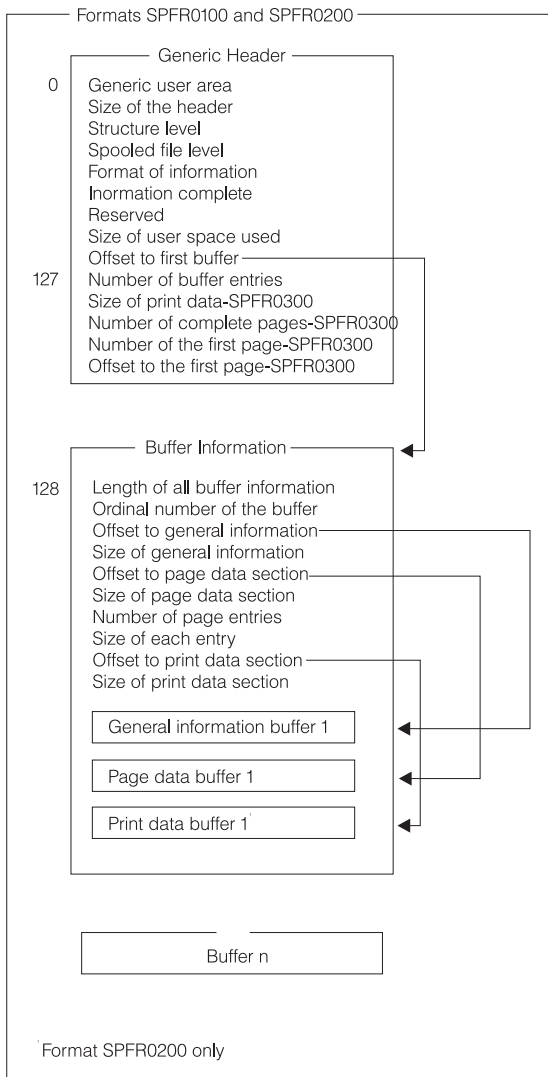 Formats SPFR0100 and SPFR0200
Generic Header
0 Generic user area
Size of the header
Structure level
Spooled file level
Format of information
Inormation complete
Reserved
Size of user space used
Offset to first buffer
127 Number of buffer entries
Size of print data-SPFR0300
Number of complete pages-SPFR0300
Number of the first page-SPFR0300
Offset to the first page-SPFR0300
Buffer Information
128 Length of all buffer information
Ordinal number of the buffer
Offset to general information
Size of general information
Offset to page data section
Size of page data section
Number of page entries
Size of each entry
Offset to print data section
Size of print data section
General information buffer 1
Page data buffer 1
Print data buffer 1
Buffer n
Format SPFR0200 only